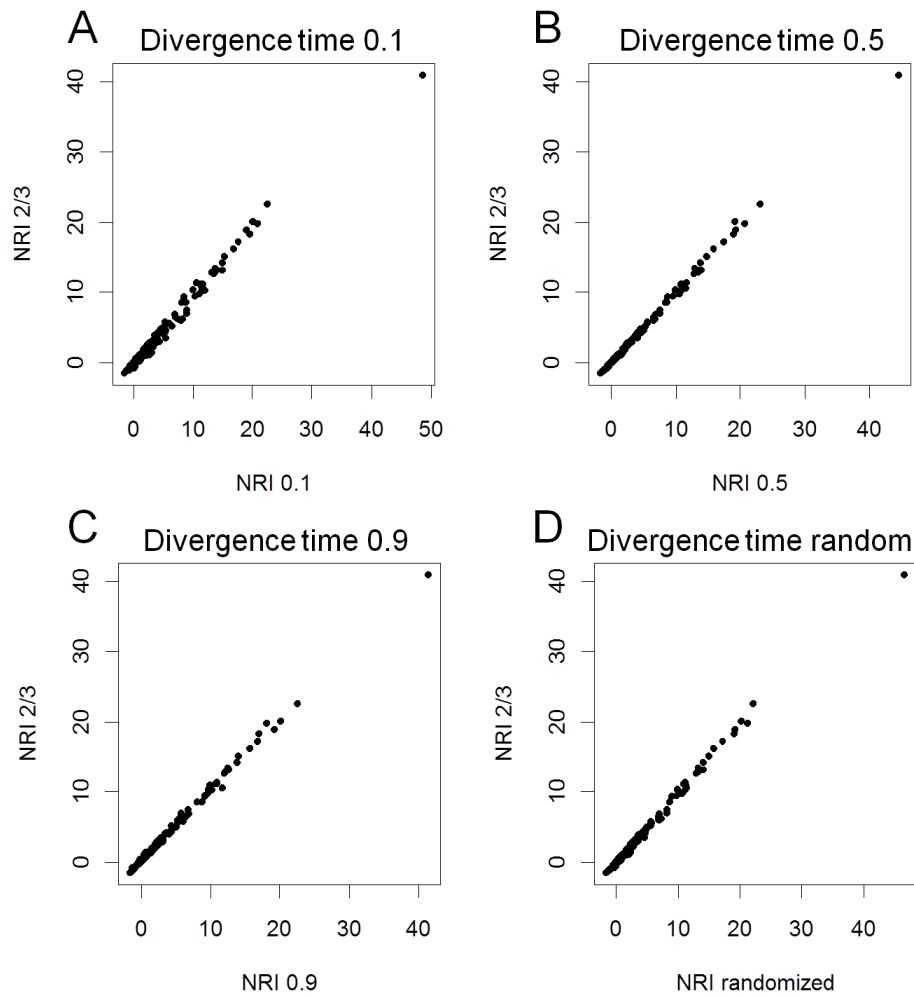 A
Divergence time 0.1
40
30
20
10
0
NRI 2/3
0 10 20 30 40 50
NRI 0.1
B
Divergence time 0.5
40
30
20
10
0
NRI 2/3
0 10 20 30 40
NRI 0.5
C
Divergence time 0.9
40
30
20
10
0
NRI 2/3
0 10 20 30 40
NRI 0.9
D
Divergence time random
40
30
20
10
0
NRI 2/3
0 10 20 30 40
NRI randomized